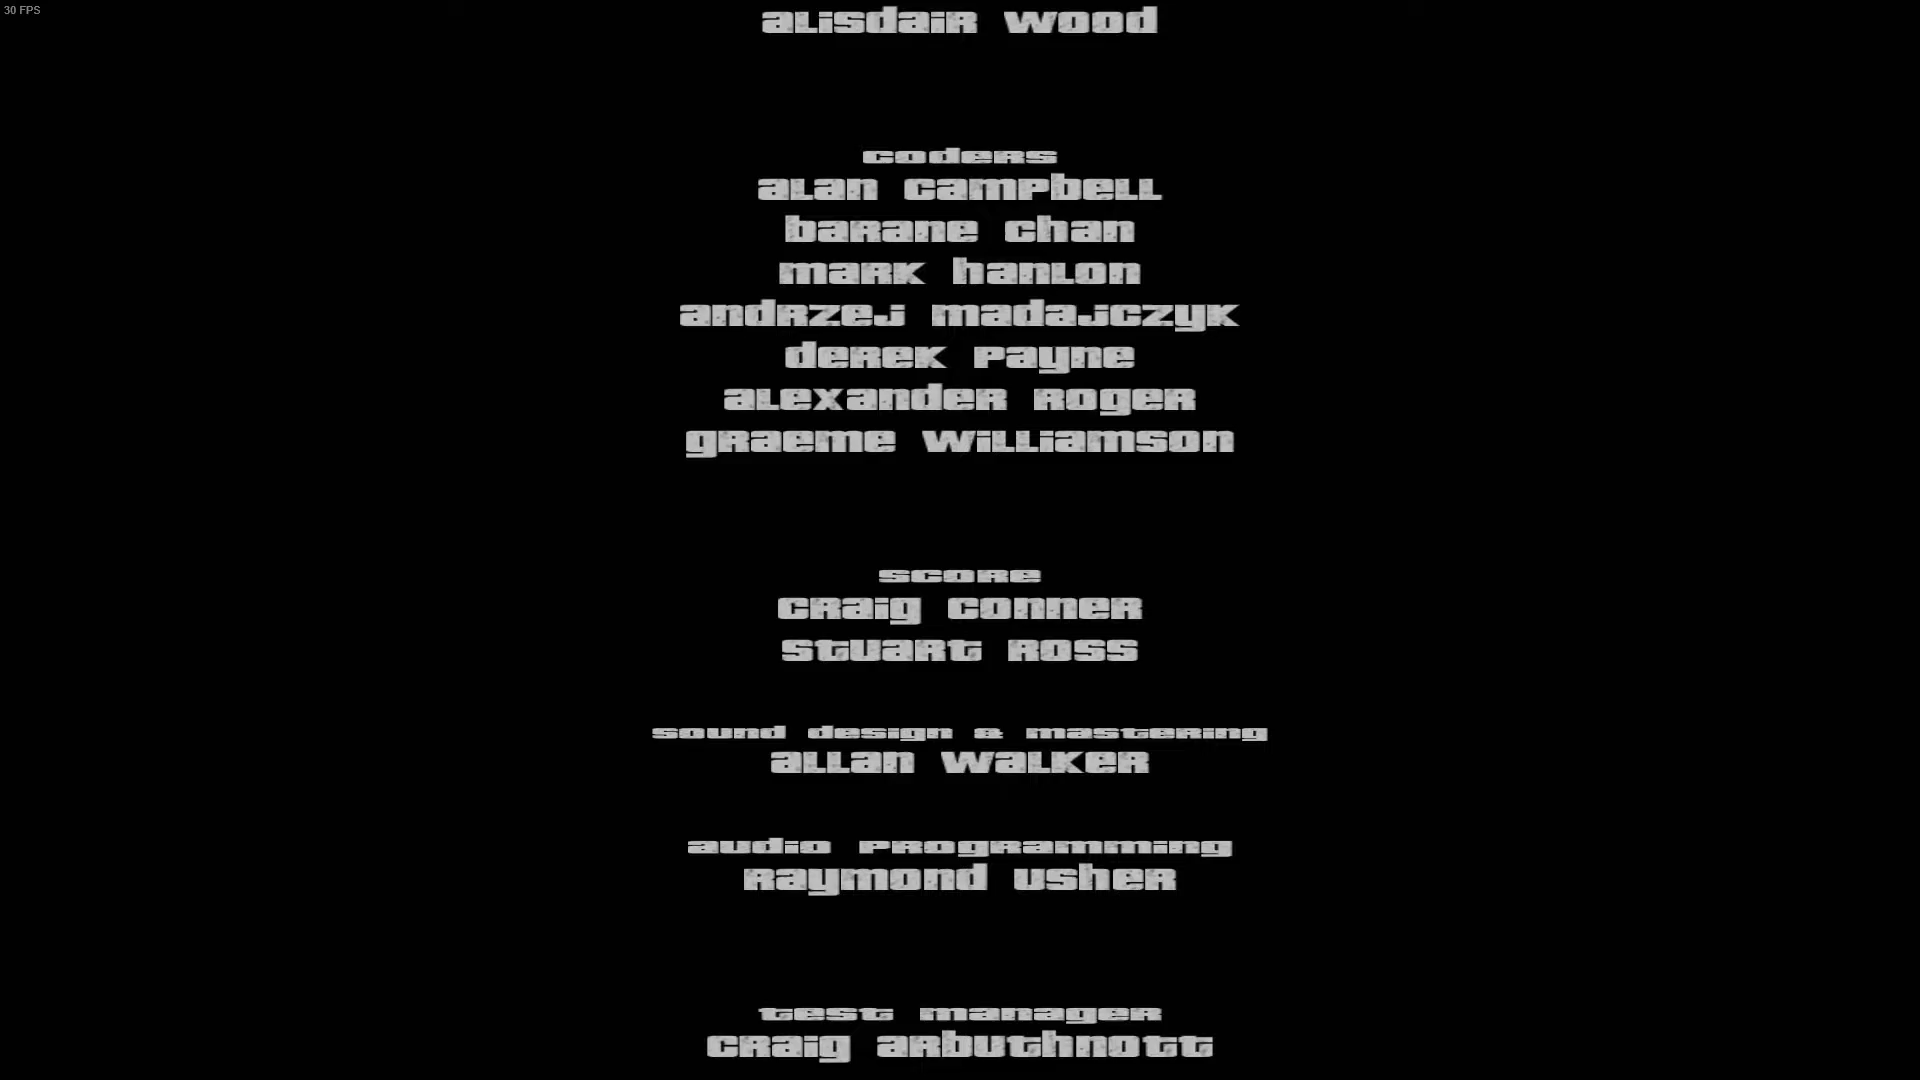 30 FPS
alisdair wood
coders
alan campbell
barane chan
mark hanlon
andrzej madajczyk
derek payne
alexander roger
graeme williamson
score
craig conner
stuart ross
sound design & mastering
allan walker
audio programming
raymond usher
test manager
craig arbuthnott